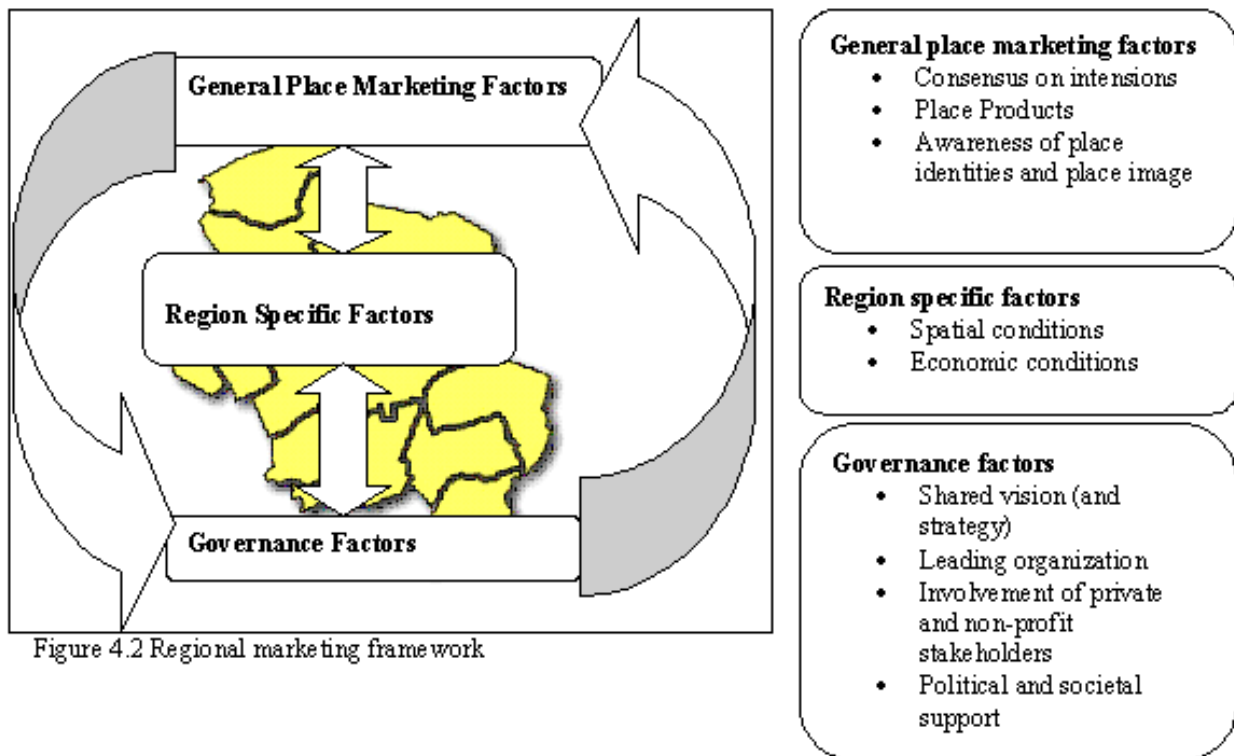 General Place Marketing Factors
Region Specific Factors
Governance Factors
Figure 4.2 Regional marketing framework
General place marketing factors
• Consensus on intensions
• Place Products
• Awareness of place
identities and place image
Region specific factors
• Spatial conditions
• Economic conditions
Governance factors
• Shared vision (and
strategy)
• Leading organization
• Involvement of private
and non-profit
stakeholders
• Political and societal
support